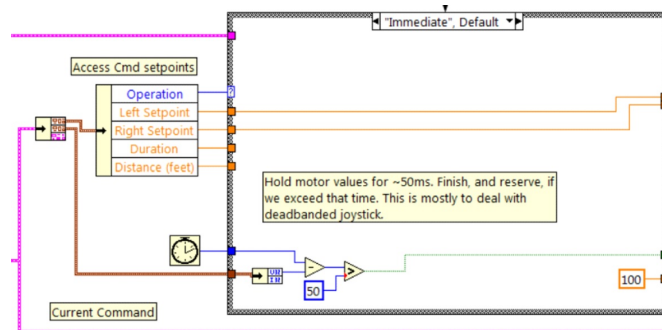 "Immediate", Default
Access Cmd setpoints
Operation
?
Left Setpoint
Right Setpoint
Duration
Distance (feet)
Hold motor values for ~50ms. Finish, and reserve, if
we exceed that time. This is mostly to deal with
deadbanded joystick.
-
>
50
100
Current Command